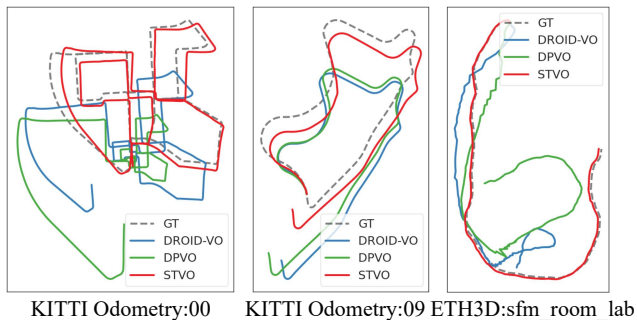 GT
DROID-VO
DPVO
STVO
GT
DROID-VO
DPVO
STVO
GT
DROID-VO
DPVO
STVO
KITTI Odometry:00 KITTI Odometry:09 ETH3D:sfm_room_lab